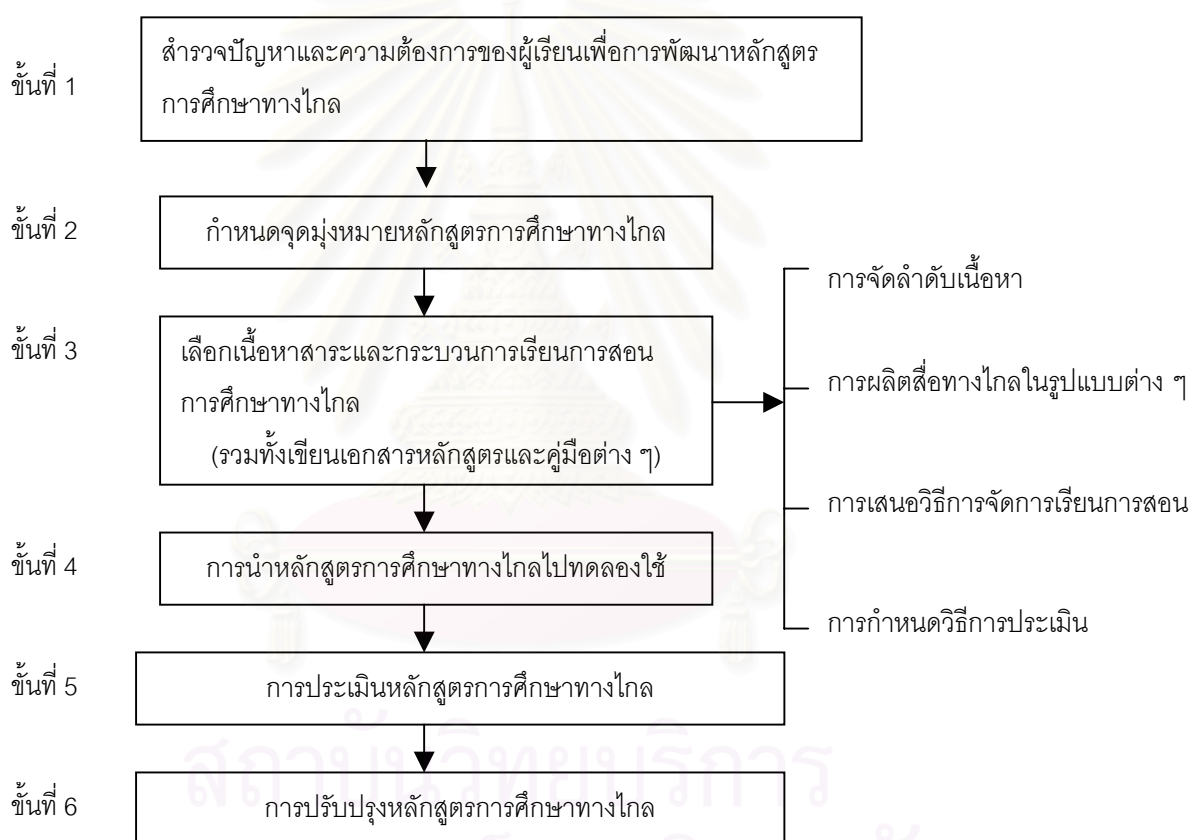 ขั้นที่ 1
สำรวจปัญหาและความต้องการของผู้เรียนเพื่อการพัฒนาหลักสูตร
การศึกษาทางไกล
ขั้นที่ 2
กำหนดจุดมุ่งหมายหลักสูตรการศึกษาทางไกล
ขั้นที่ 3
เลือกเนื้อหาสาระและกระบวนการเรียนการสอน
การศึกษาทางไกล
(รวมทั้งเขียนเอกสารหลักสูตรและคู่มือต่าง ๆ)
การจัดลำดับเนื้อหา
การผลิตสื่อทางไกลในรูปแบบต่าง ๆ
การเสนอวิธีการจัดการเรียนการสอน
การกำหนดวิธีการประเมิน
ขั้นที่ 4
การนำหลักสูตรการศึกษาทางไกลไปทดลองใช้
ขั้นที่ 5
การประเมินหลักสูตรการศึกษาทางไกล
สถาบันวิทยบริการ
ขั้นที่ 6
การปรับปรุงหลักสูตรการศึกษาทางไกล